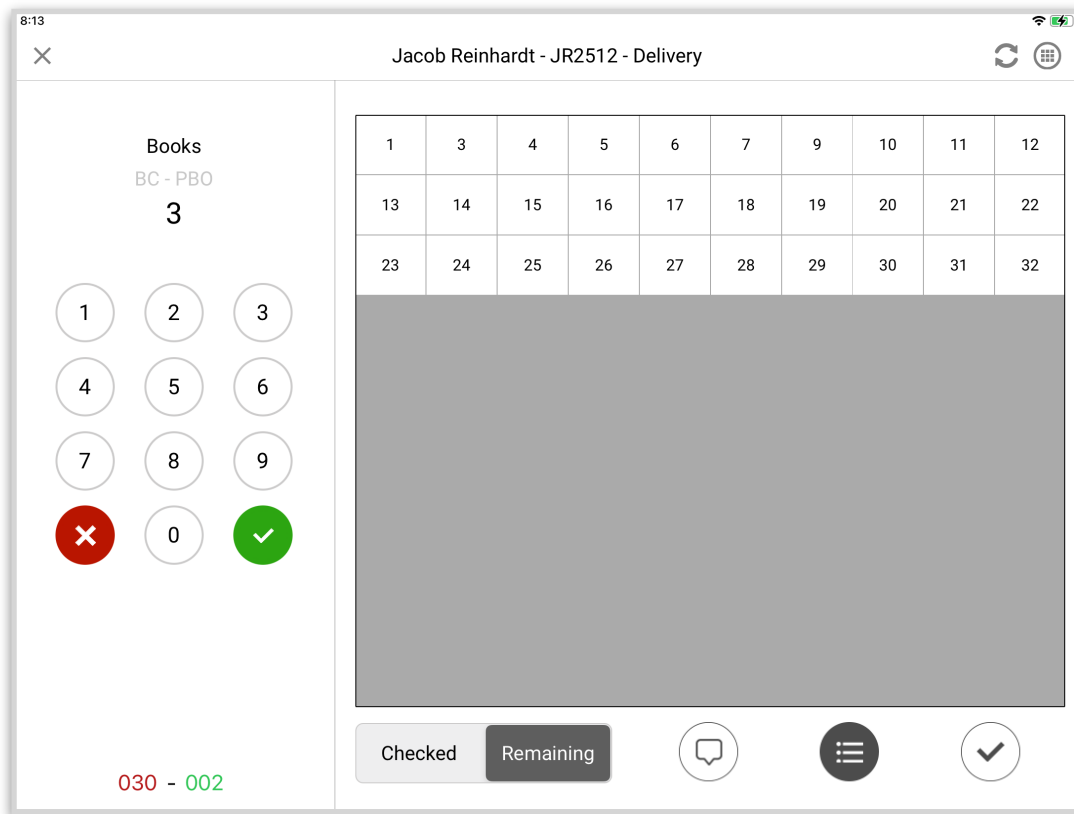 8:13
Jacob Reinhardt - JR2512 - Delivery
Books
BC - PBO
3
1 2 3
4 5 6
7 8 9
0
030 - 002
1 3 4 5 6 7 9 10 11 12
13 14 15 16 17 18 19 20 21 22
23 24 25 26 27 28 29 30 31 32
Checked Remaining